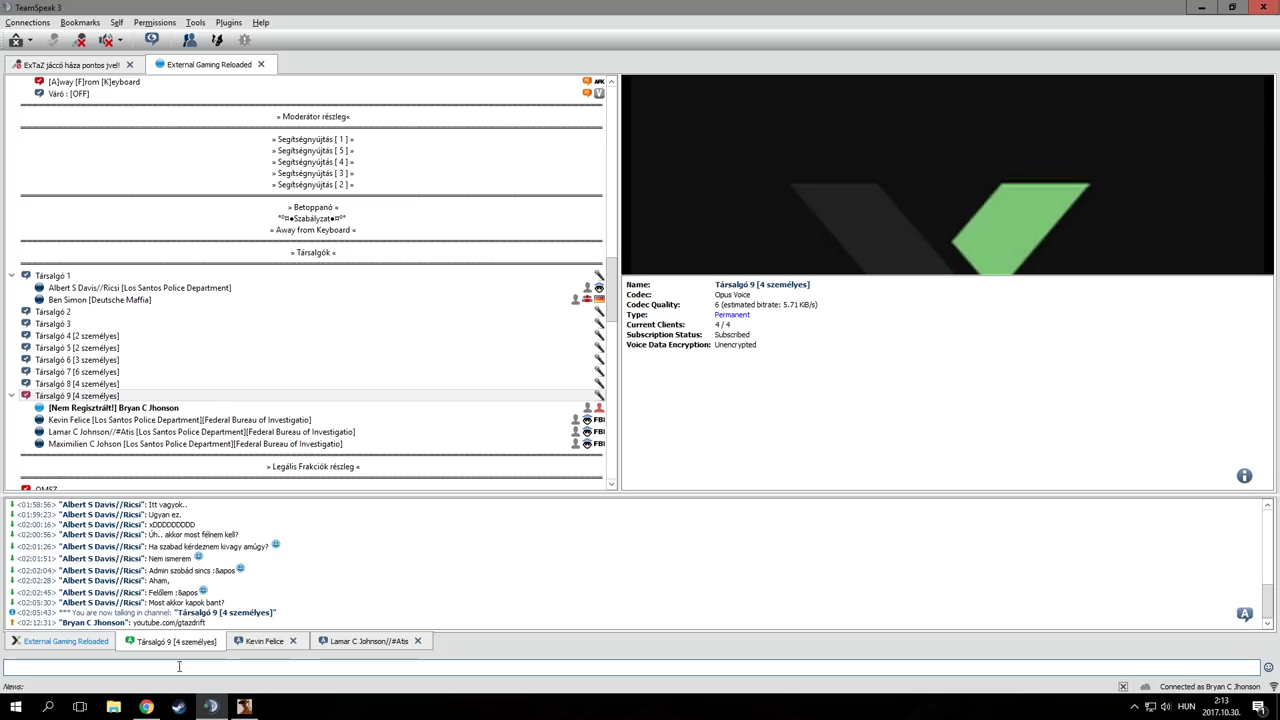 TeamSpeak 3
Connections Bookmarks Self Permissions Tools Plugins Help
ExTaZ jáccó háza pontos jvel!
External Gaming Reloaded
[A]way [F]rom [K]eyboard
AFK
Váró : [OFF]
V
» Moderátor részleg«
» Segítségnyújtás [ 1 ] »
» Segítségnyújtás [ 5 ] »
» Segítségnyújtás [ 4 ] »
» Segítségnyújtás [ 3 ] »
» Segítségnyújtás [ 2 ] »
» Betoppanó «
°º¤●Szabályzat●¤º°
» Away from Keyboard «
» Társalgók «
Társalgó 1
Albert S Davis//Ricsi [Los Santos Police Department]
Ben Simon [Deutsche Maffia]
Társalgó 2
Társalgó 3
Társalgó 4 [2 személyes]
Társalgó 5 [2 személyes]
Társalgó 6 [3 személyes]
Társalgó 7 [6 személyes]
Társalgó 8 [4 személyes]
Társalgó 9 [4 személyes]
[Nem Regisztrált!] Bryan C Jhonson
Kevin Felice [Los Santos Police Department][Federal Bureau of Investigatio]
FBI
Lamar C Johnson//#Atis [Los Santos Police Department][Federal Bureau of Investigatio]
FBI
Maximilien C Johson [Los Santos Police Department][Federal Bureau of Investigatio]
FBI
» Legális Frakciók részleg «
OMSZ
Name: Társalgó 9 [4 személyes]
Codec: Opus Voice
Codec Quality: 6 (estimated bitrate: 5.71 KiB/s)
Type: Permanent
Current Clients: 4 / 4
Subscription Status: Subscribed
Voice Data Encryption: Unencrypted
<01:58:56> "Albert S Davis//Ricsi": Itt vagyok..
<01:59:23> "Albert S Davis//Ricsi": Ugyan ez.
<02:00:16> "Albert S Davis//Ricsi": xDDDDDDDDD
<02:00:56> "Albert S Davis//Ricsi": Úh.. akkor most félnem kell?
<02:01:26> "Albert S Davis//Ricsi": Ha szabad kérdeznem kivagy amúgy?
<02:01:51> "Albert S Davis//Ricsi": Nem ismerem
<02:02:04> "Albert S Davis//Ricsi": Admin szobád sincs :&apos
<02:02:28> "Albert S Davis//Ricsi": Aham,
<02:02:45> "Albert S Davis//Ricsi": Felőlem :&apos
<02:05:30> "Albert S Davis//Ricsi": Most akkor kapok bant?
<02:05:43> *** You are now talking in channel: "Társalgó 9 [4 személyes]"
<02:12:31> "Bryan C Jhonson": youtube.com/gtazdrift
External Gaming Reloaded
Társalgó 9 [4 személyes]
Kevin Felice
Lamar C Johnson//#Atis
News:
Connected as Bryan C Jhonson
HUN
2:13
2017.10.30.
1